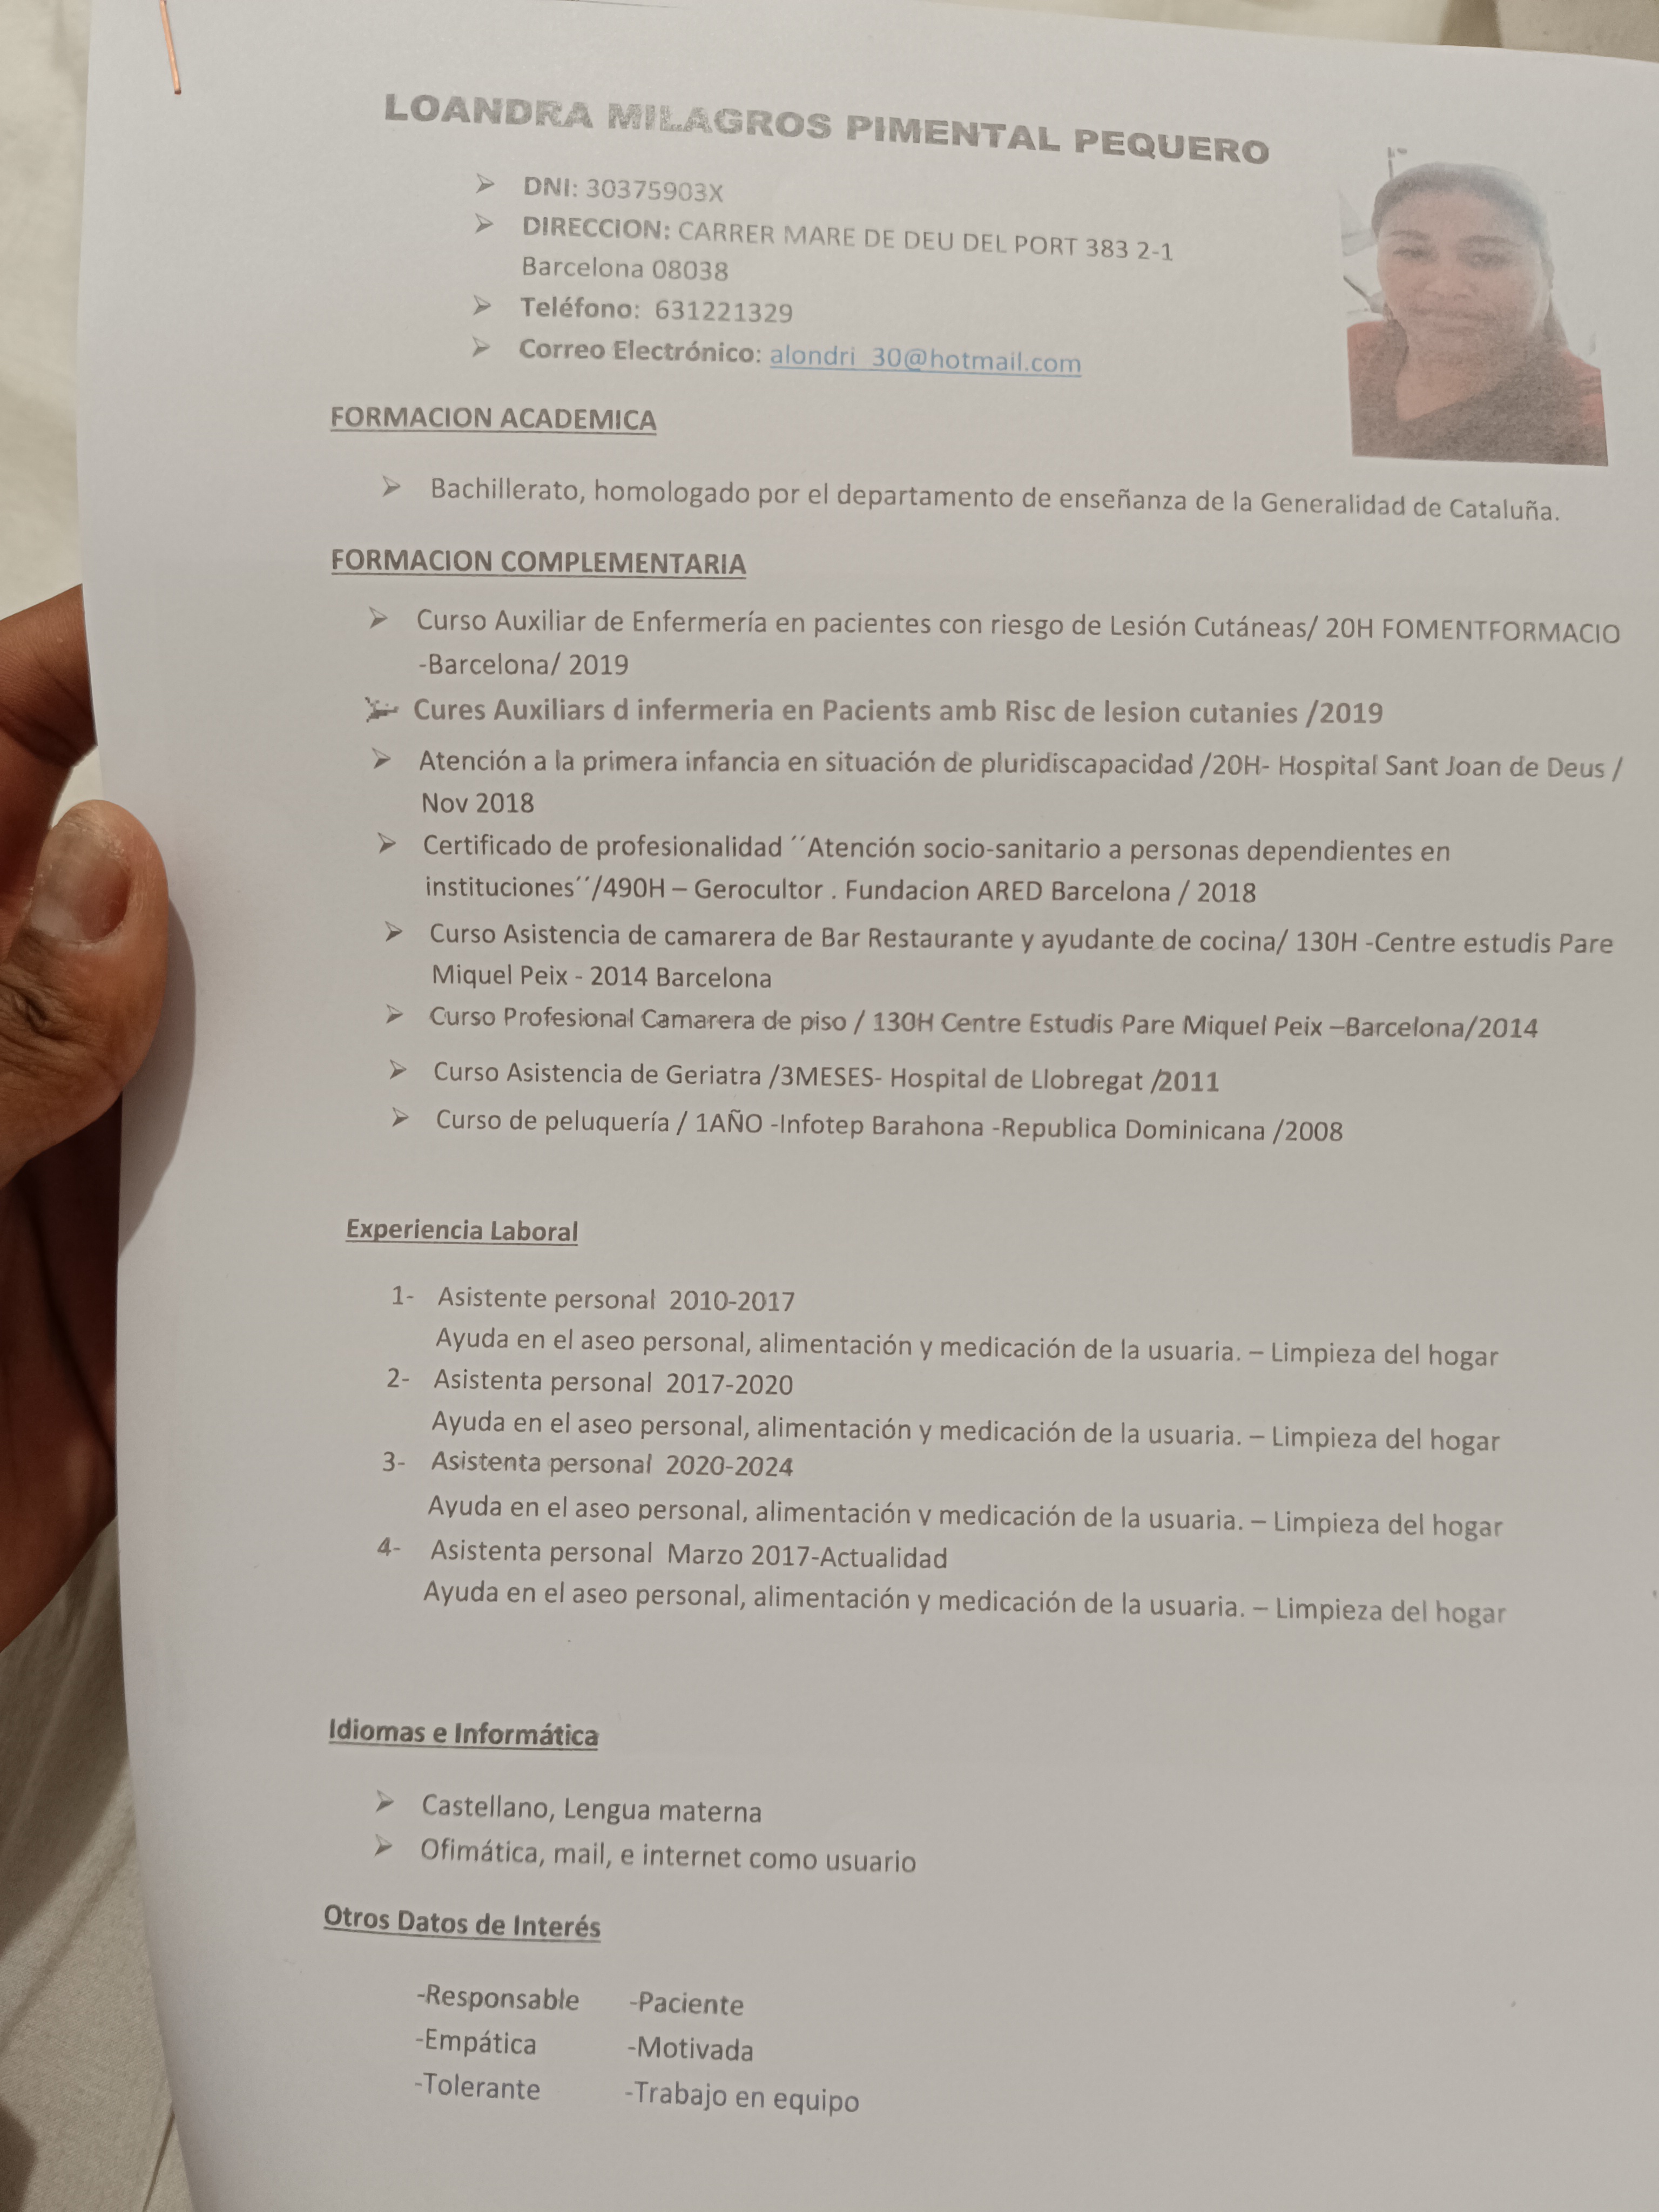 LOANDRA MILAGROS PIMENTAL PEQUERO
➢ DNI: 30375903X
➢ DIRECCION: CARRER MARE DE DEU DEL PORT 383 2-1
Barcelona 08038
➢ Teléfono: 631221329
➢ Correo Electrónico: alondri_30@hotmail.com
FORMACION ACADEMICA
➢ Bachillerato, homologado por el departamento de enseñanza de la Generalidad de Cataluña.
FORMACION COMPLEMENTARIA
➢ Curso Auxiliar de Enfermería en pacientes con riesgo de Lesión Cutáneas/ 20H FOMENTFORMACIO
-Barcelona/ 2019
➢ Cures Auxiliars d infermeria en Pacients amb Risc de lesion cutanies /2019
➢ Atención a la primera infancia en situación de pluridiscapacidad /20H- Hospital Sant Joan de Deus /
Nov 2018
➢ Certificado de profesionalidad ´´Atención socio-sanitario a personas dependientes en
instituciones´´/490H – Gerocultor . Fundacion ARED Barcelona / 2018
➢ Curso Asistencia de camarera de Bar Restaurante y ayudante de cocina/ 130H -Centre estudis Pare
Miquel Peix - 2014 Barcelona
➢ Curso Profesional Camarera de piso / 130H Centre Estudis Pare Miquel Peix –Barcelona/2014
➢ Curso Asistencia de Geriatra /3MESES- Hospital de Llobregat /2011
➢ Curso de peluquería / 1AÑO -Infotep Barahona -Republica Dominicana /2008
Experiencia Laboral
1- Asistente personal 2010-2017
Ayuda en el aseo personal, alimentación y medicación de la usuaria. – Limpieza del hogar
2- Asistenta personal 2017-2020
Ayuda en el aseo personal, alimentación y medicación de la usuaria. – Limpieza del hogar
3- Asistenta personal 2020-2024
Ayuda en el aseo personal, alimentación y medicación de la usuaria. – Limpieza del hogar
4- Asistenta personal Marzo 2017-Actualidad
Ayuda en el aseo personal, alimentación y medicación de la usuaria. – Limpieza del hogar
Idiomas e Informática
➢ Castellano, Lengua materna
➢ Ofimática, mail, e internet como usuario
Otros Datos de Interés
-Responsable -Paciente
-Empática -Motivada
-Tolerante -Trabajo en equipo